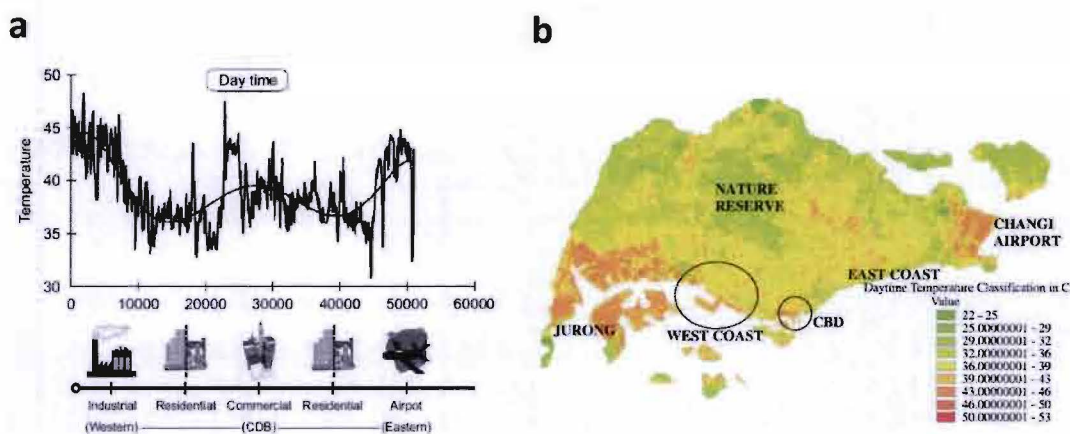 a
Day time
Temperature
50
45
40
35
30
0
10000
20000
30000
40000
50000
60000
Industrial
Residential
Commercial
Residential
Airpot
(Western)
(CDB)
(Eastern)
b
NATURE
RESERVE
CHANGI
AIRPORT
EAST COAST
JURONG
WEST COAST
CBD
Daytime Temperature Classification in C
Value
22 - 25
25.00000001 - 29
29.00000001 - 32
32.00000001 - 36
36.00000001 - 39
39.00000001 - 43
43.00000001 - 46
46.00000001 - 50
50.00000001 - 53